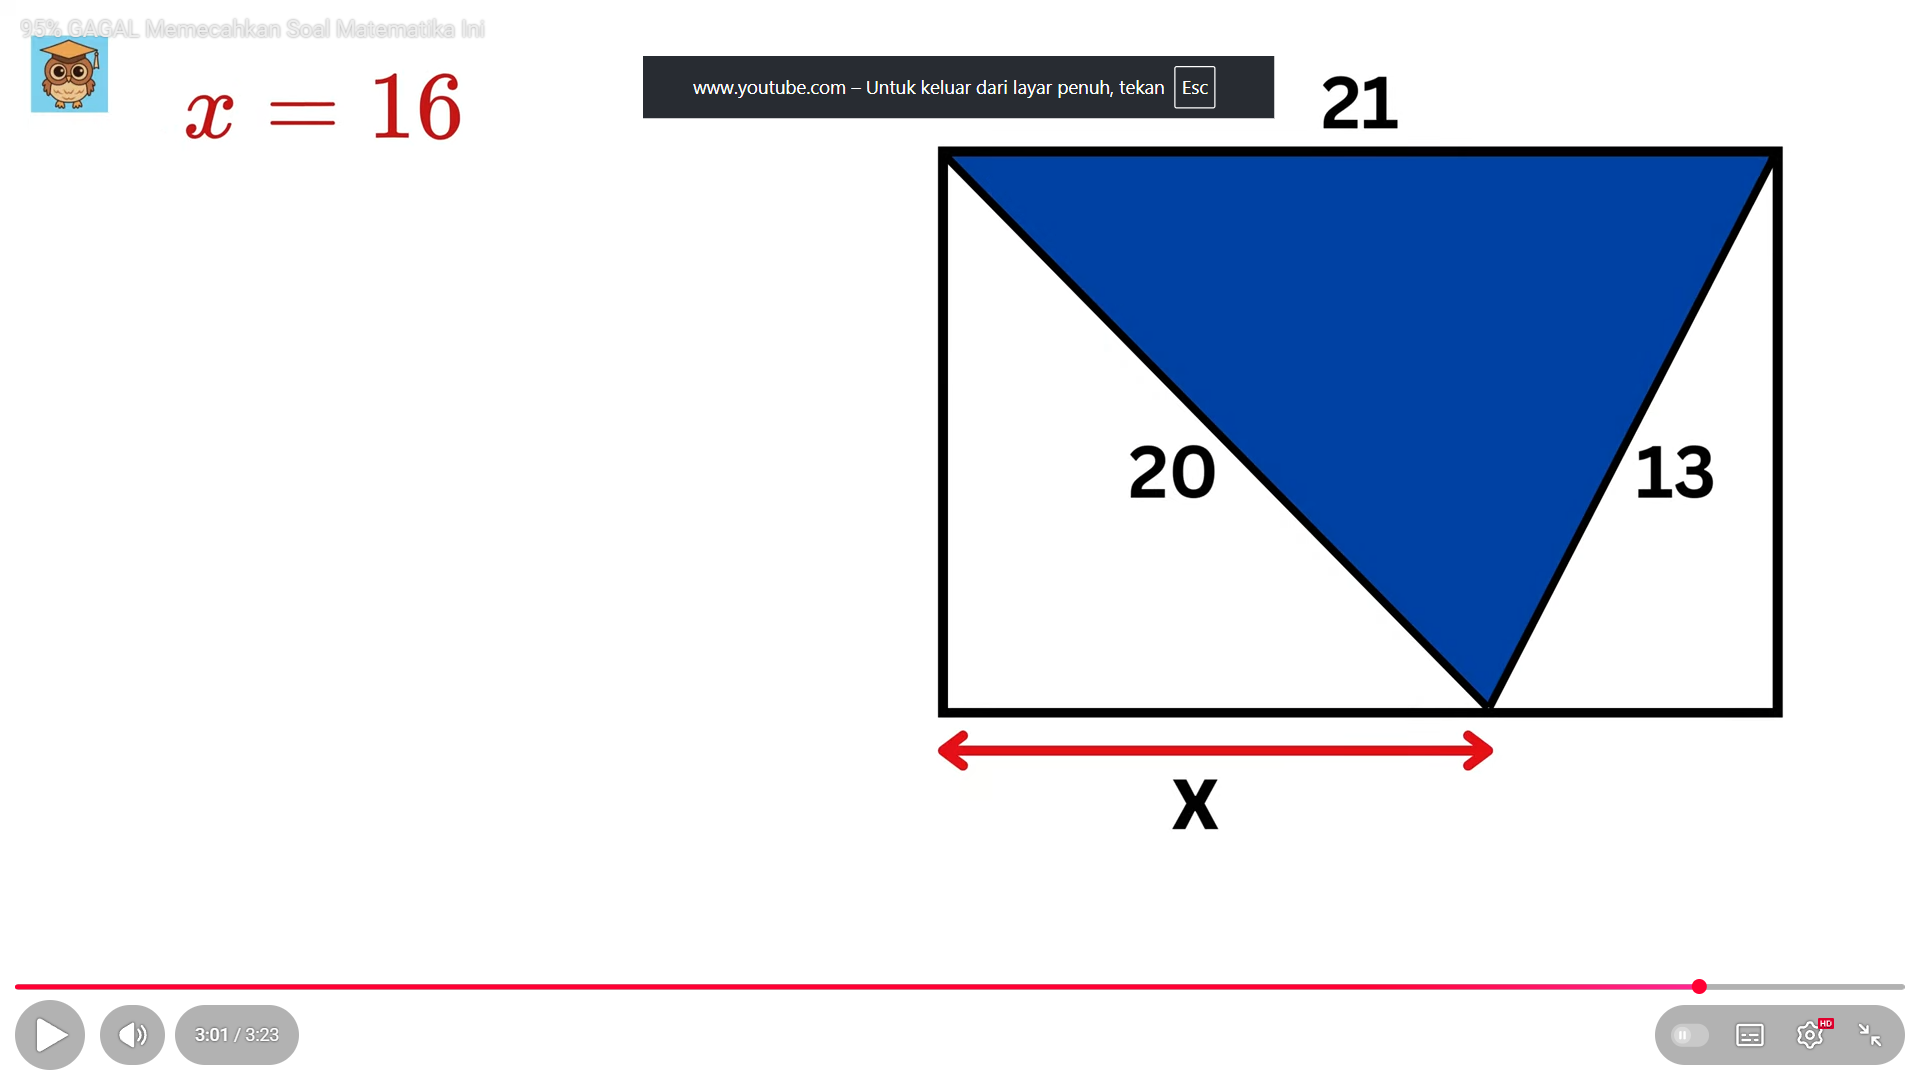 95% GAGAL Memecahkan Soal Matematika Ini
x = 16
www.youtube.com – Untuk keluar dari layar penuh, tekan Esc
21
20
13
X
3:01 / 3:23
HD